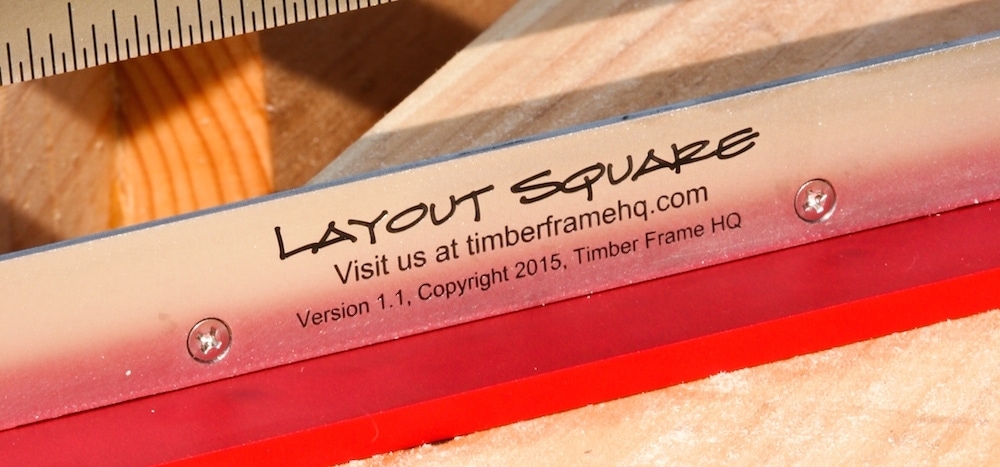 LAYOUT SQUARE
Visit us at timberframehq.com
Version 1.1, Copyright 2015, Timber Frame HQ